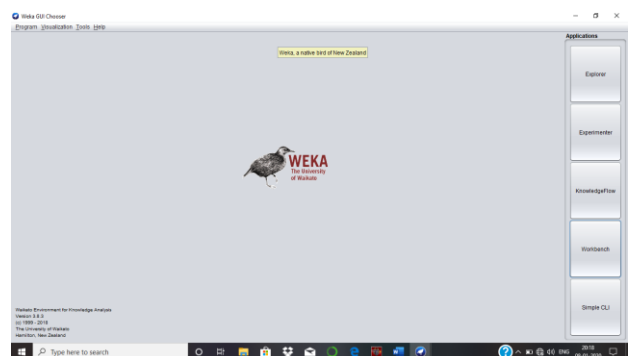 Weka GUI Chooser
Program Visualization Tools Help
Applications
Weka, a native bird of New Zealand
Explorer
Experimenter
WEKA
The University
of Waikato
KnowledgeFlow
Workbench
Simple CLI
Waikato Environment for Knowledge Analysis
Version 3.8.3
(c) 1999 - 2018
The University of Waikato
Hamilton, New Zealand
Type here to search
ENG
20:18